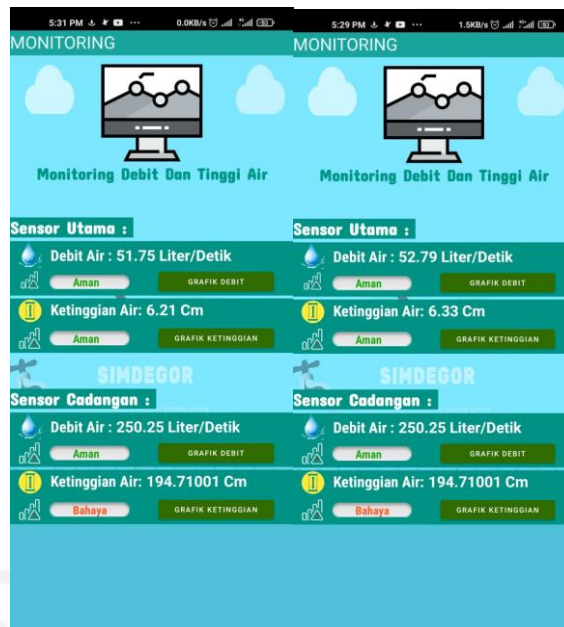 5:31 PM
0.0KB/s
53
MONITORING
Monitoring Debit Dan Tinggi Air
Sensor Utama :
Debit Air : 51.75 Liter/Detik
Aman
GRAFIK DEBIT
Ketinggian Air: 6.21 Cm
Aman
GRAFIK KETINGGIAN
SIMDEGOR
Sensor Cadangan :
Debit Air : 250.25 Liter/Detik
Aman
GRAFIK DEBIT
Ketinggian Air: 194.71001 Cm
Bahaya
GRAFIK KETINGGIAN
5:29 PM
1.5KB/s
53
MONITORING
Monitoring Debit Dan Tinggi Air
Sensor Utama :
Debit Air : 52.79 Liter/Detik
Aman
GRAFIK DEBIT
Ketinggian Air: 6.33 Cm
Aman
GRAFIK KETINGGIAN
SIMDEGOR
Sensor Cadangan :
Debit Air : 250.25 Liter/Detik
Aman
GRAFIK DEBIT
Ketinggian Air: 194.71001 Cm
Bahaya
GRAFIK KETINGGIAN